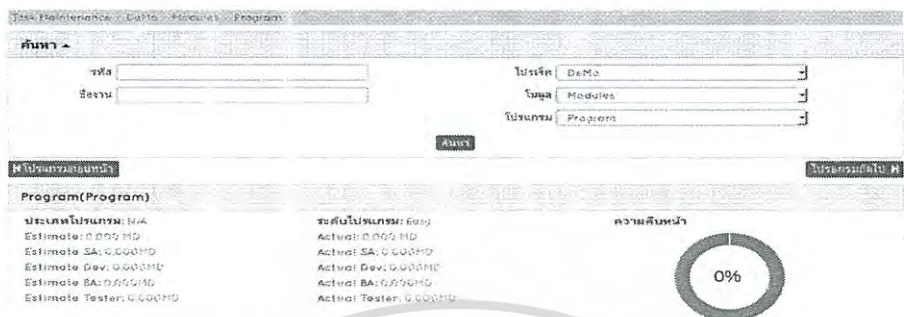 Task Maintenance > DeMo > Modules > Program
ค้นหา
รหัส
ชื่องาน
โปรเจ็ค DeMo
โมดูล Modules
โปรแกรม Program
ค้นหา
โปรแกรมก่อนหน้า
โปรแกรมถัดไป
Program(Program)
ประเภทโปรแกรม: N/A
Estimate: 0.000 MD
Estimate SA: 0.000MD
Estimate Dev: 0.000MD
Estimate BA: 0.000MD
Estimate Tester: 0.000MD
ระดับโปรแกรม: Easy
Actual: 0.000 MD
Actual SA: 0.000MD
Actual Dev: 0.000MD
Actual BA: 0.000MD
Actual Tester: 0.000MD
ความคืบหน้า
0%